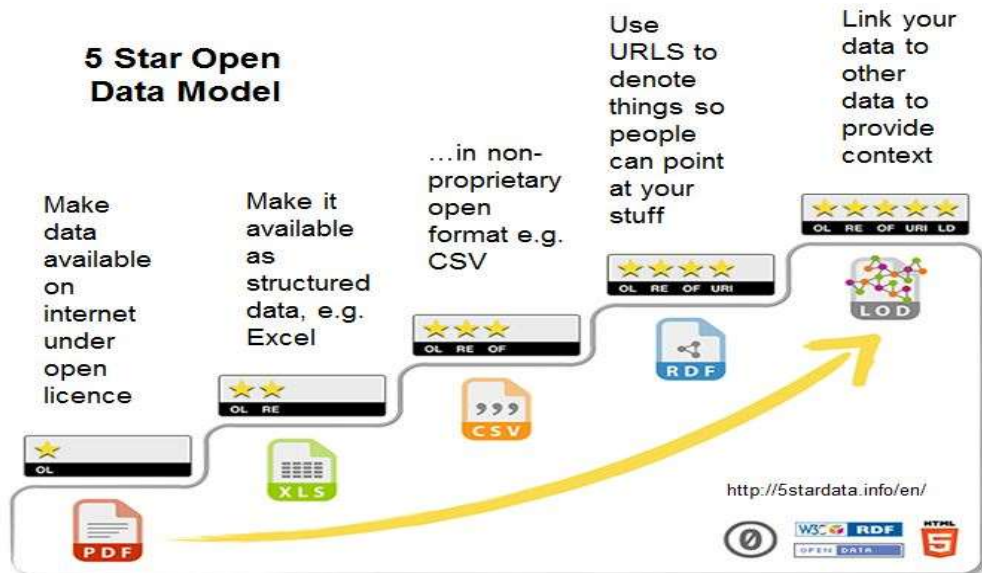 5 Star Open
Data Model
Make
data
available
on
internet
under
open
licence
OL
PDF
Make it
available
as
structured
data, e.g.
Excel
OL RE
XLS
…in non-
proprietary
open
format e.g.
CSV
OL RE OF
CSV
Use
URLS to
denote
things so
people
can point
at your
stuff
OL RE OF URI
RDF
Link your
data to
other
data to
provide
context
OL RE OF URI LD
LOD
http://5stardata.info/en/
0
W3C RDF
OPEN DATA
HTML
5